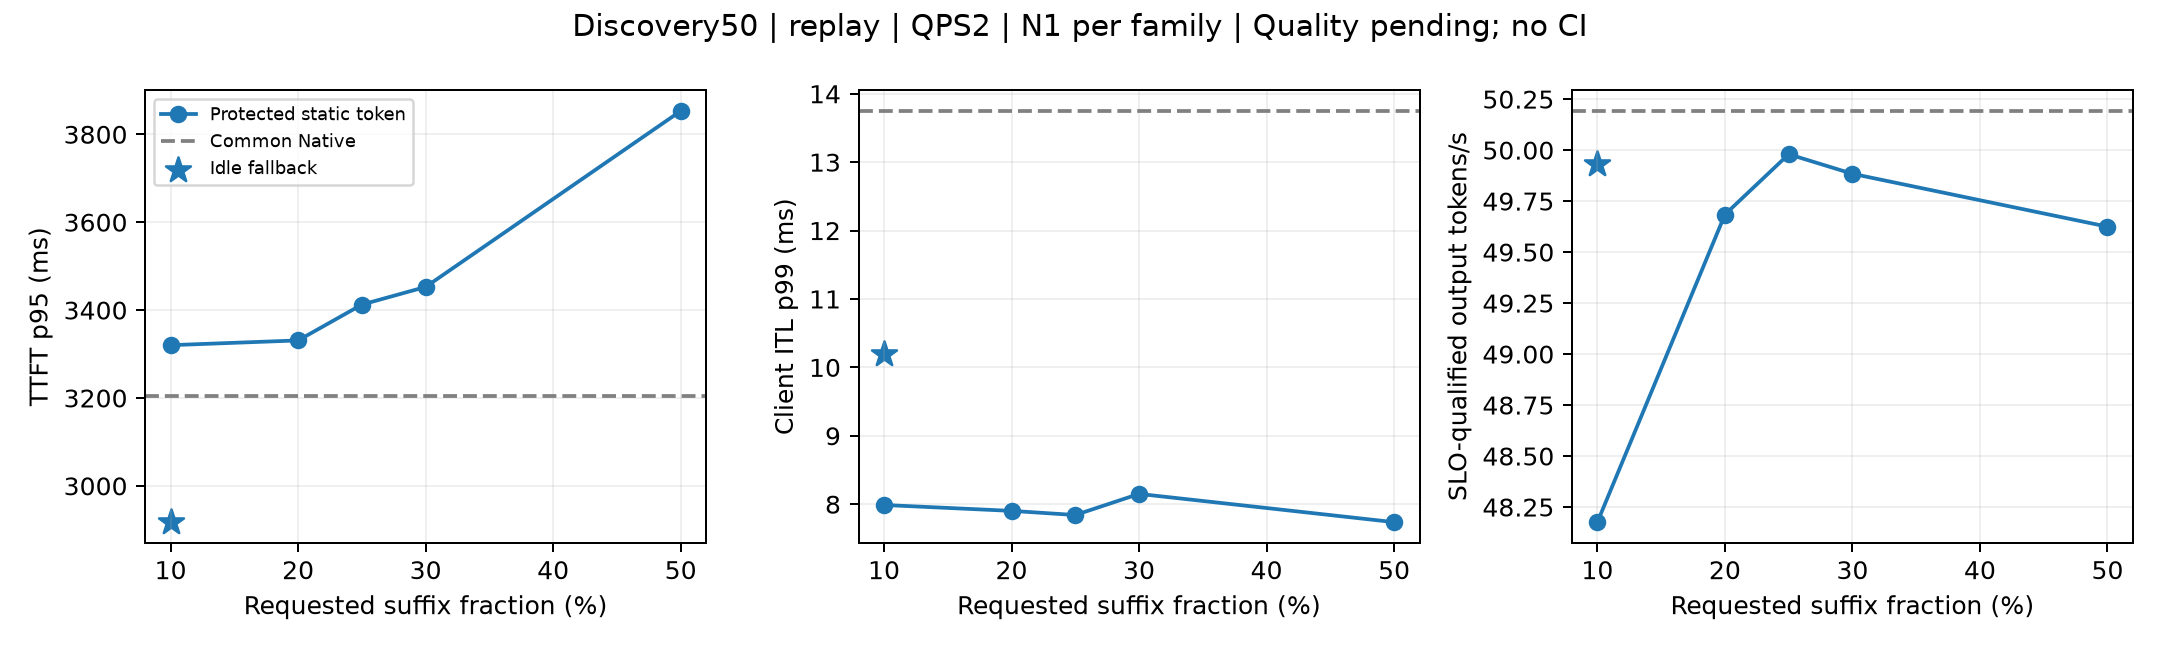 Discovery50 | replay | QPS2 | N1 per family | Quality pending; no CI
TTFT p95 (ms)
3800
3600
3400
3200
3000
Protected static token
Common Native
Idle fallback
10 20 30 40 50
Requested suffix fraction (%)
Client ITL p99 (ms)
14
13
12
11
10
9
8
10 20 30 40 50
Requested suffix fraction (%)
SLO-qualified output tokens/s
50.25
50.00
49.75
49.50
49.25
49.00
48.75
48.50
48.25
10 20 30 40 50
Requested suffix fraction (%)